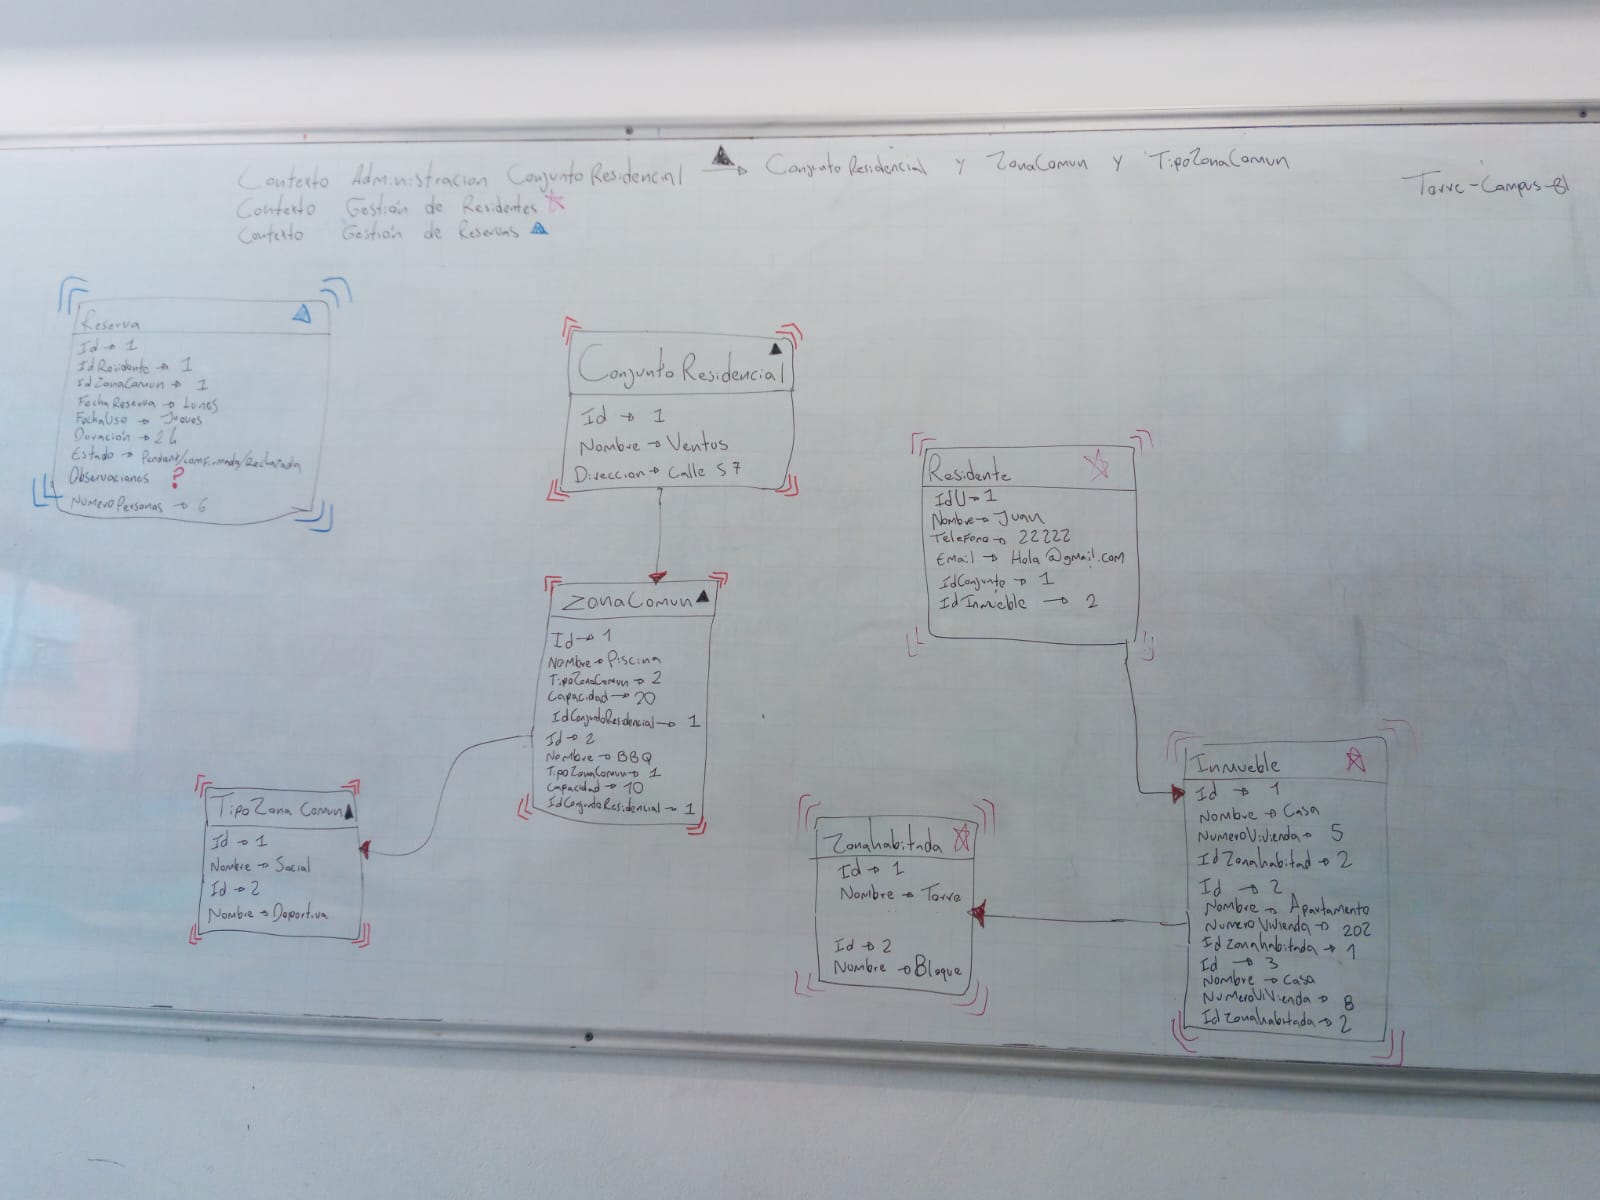 Contexto Administracion Conjunto Residencial → Conjunto Residencial y ZonaComun y TipoZonaComun
Contexto Gestión de Residentes
Contexto Gestión de Reservas
Torre-Campus-
Reserva
Id → 1
IdResidente → 1
IdZonaComun → 1
FechaReserva → Lunes
FechaUso → Jueves
Duración → 2
Estado → Pendent/comfirmada/Rechazada
Observaciones ?
NumeroPersonas → 6
Conjunto Residencial
Id → 1
Nombre → Ventus
Direccion → Calle 57
ZonaComun
Id → 1
Nombre → Piscina
TipoZonaComun → 2
Capacidad → 20
IdConjuntoResidencial → 1
Id → 2
Nombre → BBQ
TipoZonaComun → 1
Capacidad → 10
IdConjuntoResidencial → 1
TipoZona Comun
Id → 1
Nombre → Social
Id → 2
Nombre → Deportiva
Residente
IdU → 1
Nombre → Juan
Telefono → 22222
Email → Hola@gmail.com
IdConjunto → 1
IdInmueble → 2
Zonahabitada
Id → 1
Nombre → Torre
Id → 2
Nombre → Bloque
Inmueble
Id → 1
Nombre → Casa
NumeroVivienda → 5
IdZonahabitad → 2
Id → 2
Nombre → Apartamento
NumeroVivienda → 202
IdZonahabitada → 1
Id → 3
Nombre → Casa
NumeroVivienda → 8
IdZonahabitada → 2